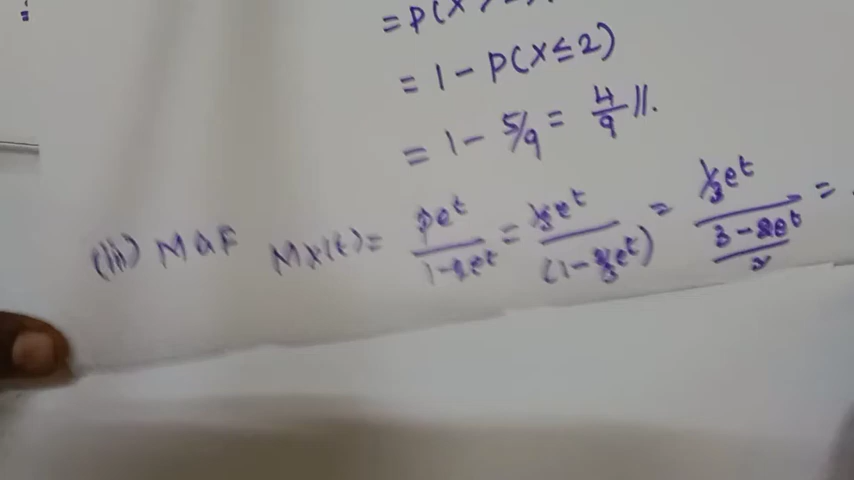 = P(X
= 1 - P(X ≤ 2)
= 1 - 5/9 = 4/9 //.
(iii) MGF Mx(t) = pe^t/1-qe^t = ⅓e^t/(1-⅔e^t) = ⅓e^t/(3-2e^t/3) =